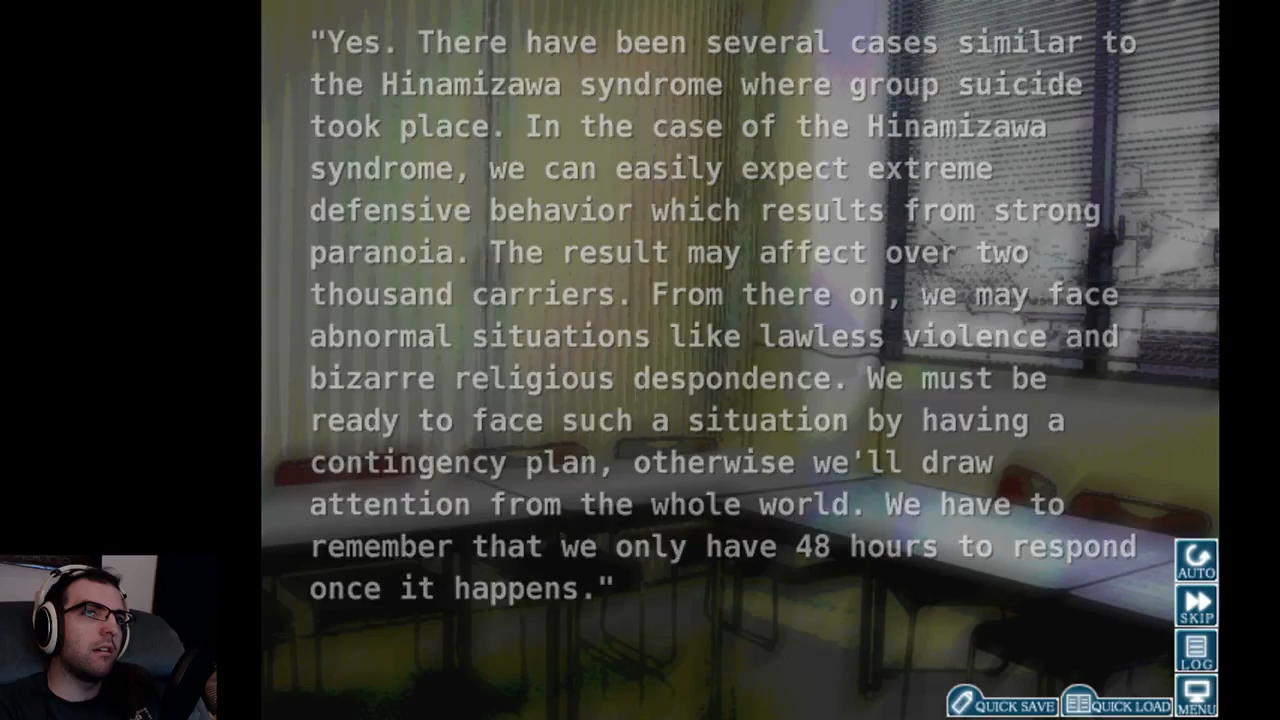 "Yes. There have been several cases similar to
the Hinamizawa syndrome where group suicide
took place. In the case of the Hinamizawa
syndrome, we can easily expect extreme
defensive behavior which results from strong
paranoia. The result may affect over two
thousand carriers. From there on, we may face
abnormal situations like lawless violence and
bizarre religious despondence. We must be
ready to face such a situation by having a
contingency plan, otherwise we'll draw
attention from the whole world. We have to
remember that we only have 48 hours to respond
once it happens."
AUTO
SKIP
LOG
MENU
QUICK SAVE
QUICK LOAD